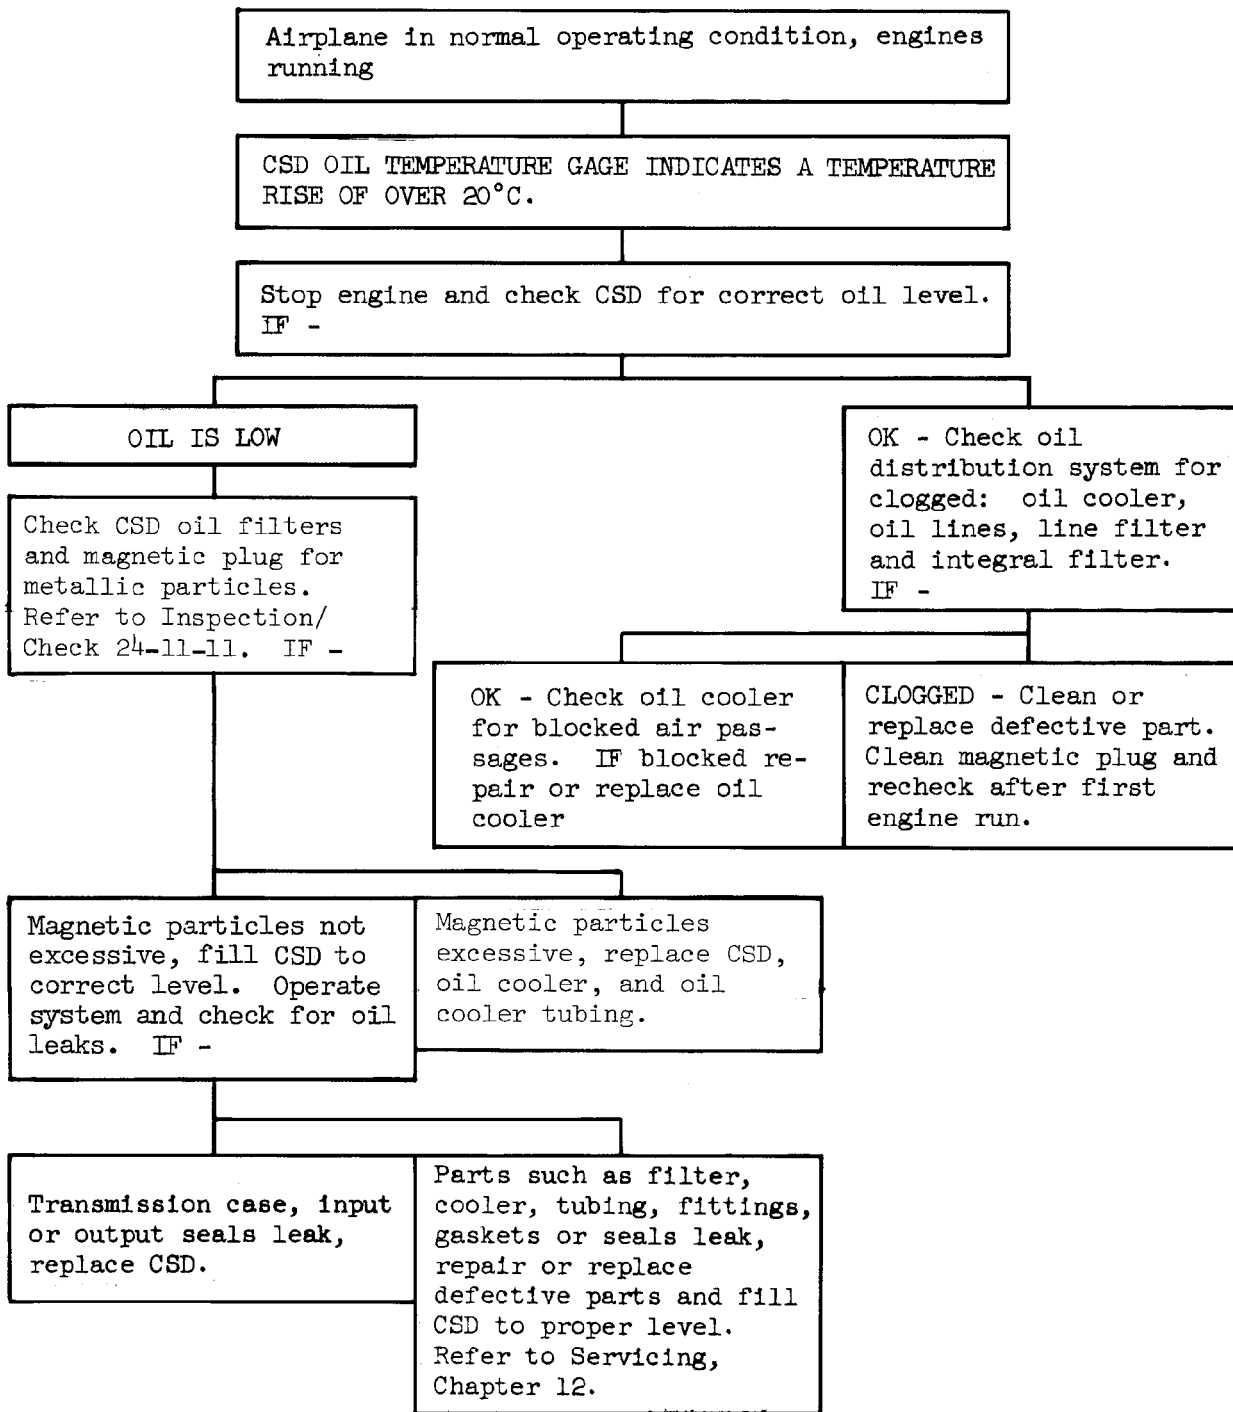 Airplane in normal operating condition, engines
running
CSD OIL TEMPERATURE GAGE INDICATES A TEMPERATURE
RISE OF OVER 20°C.
Stop engine and check CSD for correct oil level.
IF -
OIL IS LOW
Check CSD oil filters
and magnetic plug for
metallic particles.
Refer to Inspection/
Check 24-11-11. IF -
OK - Check oil
distribution system for
clogged: oil cooler,
oil lines, line filter
and integral filter.
IF -
OK - Check oil cooler
for blocked air pas-
sages. IF blocked re-
pair or replace oil
cooler
CLOGGED - Clean or
replace defective part.
Clean magnetic plug and
recheck after first
engine run.
Magnetic particles not
excessive, fill CSD to
correct level. Operate
system and check for oil
leaks. IF -
Magnetic particles
excessive, replace CSD,
oil cooler, and oil
cooler tubing.
Transmission case, input
or output seals leak,
replace CSD.
Parts such as filter,
cooler, tubing, fittings,
gaskets or seals leak,
repair or replace
defective parts and fill
CSD to proper level.
Refer to Servicing,
Chapter 12.